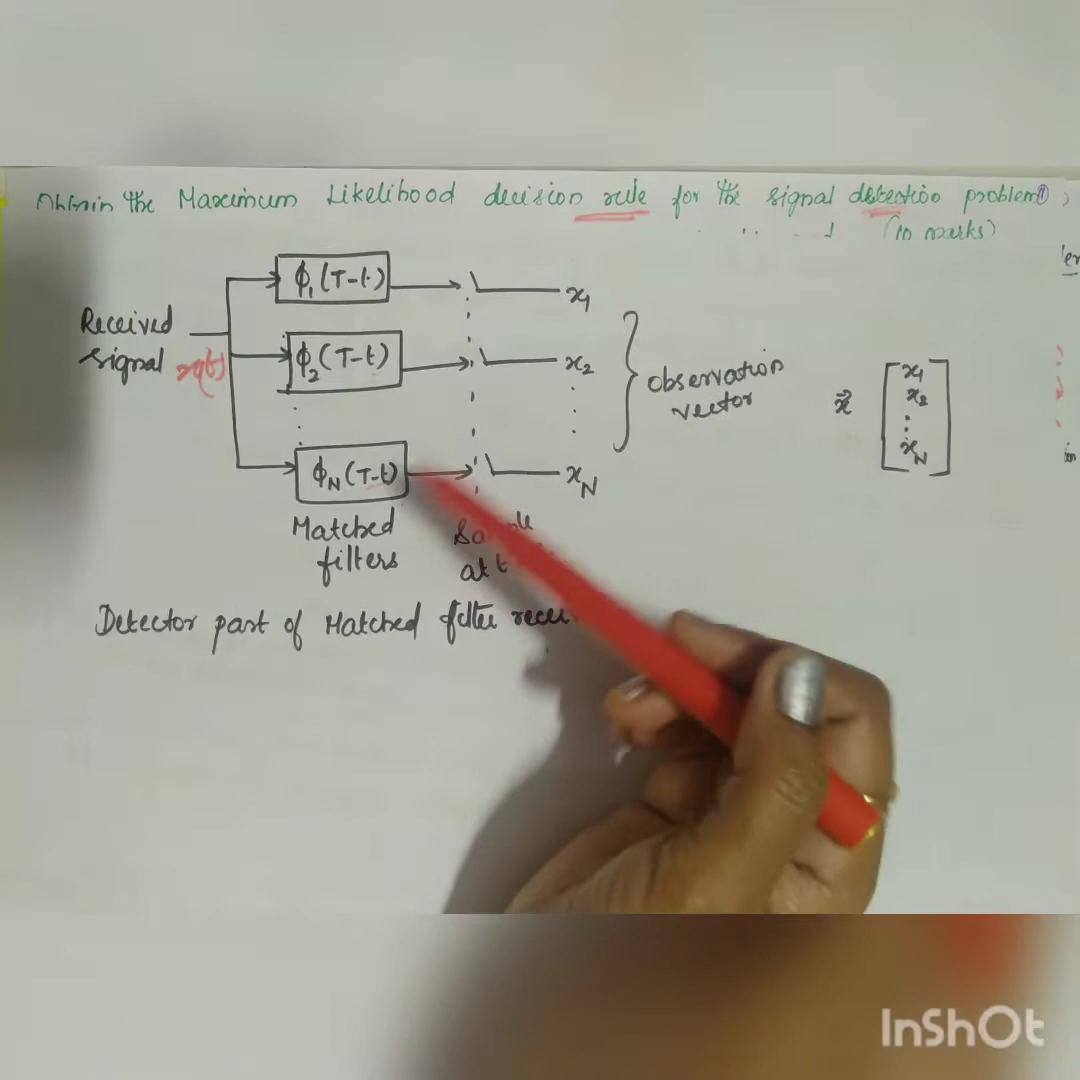 Obtain the Maximum Likelihood decision rule for the signal detection problem
(10 marks)
Received
signal x(t)
ϕ₁(T-t)
ϕ₂(T-t)
ϕN(T-t)
x₁
x₂
xN
Observation
vector
x⃗
x₁
x₂
xN
Matched
filters
at t
Detector part of Matched filter
InShOt